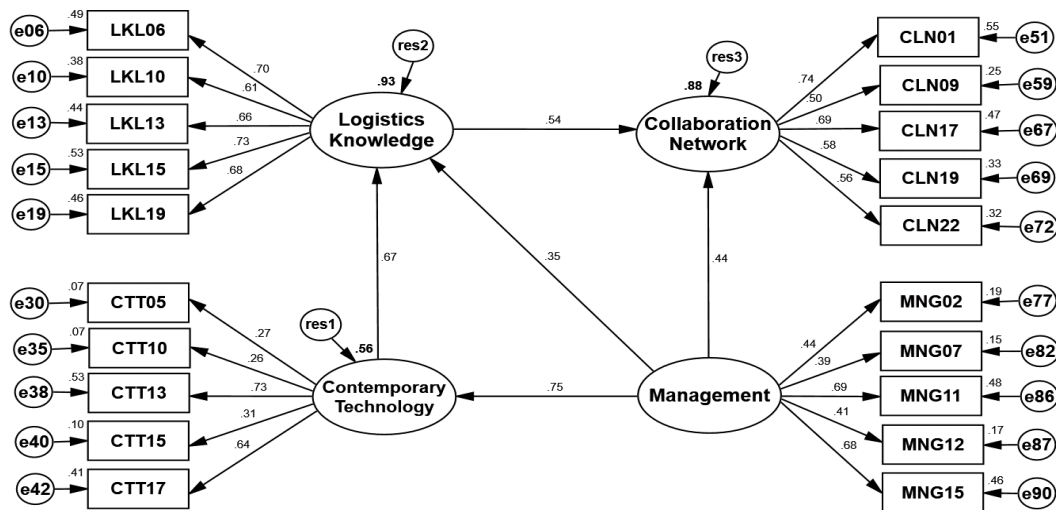 e06 .49 LKL06
e10 .38 LKL10
e13 .44 LKL13
e15 .53 LKL15
e19 .46 LKL19
.70
.61
.66
.73
.68
res2
.93
Logistics
Knowledge
.54
res3
.88
Collaboration
Network
.74
.50
.69
.58
.56
CLN01 .55 e51
CLN09 .25 e59
CLN17 .47 e67
CLN19 .33 e69
CLN22 .32 e72
.67
.35
.44
e30 .07 CTT05
e35 .07 CTT10
e38 .53 CTT13
e40 .10 CTT15
e42 .41 CTT17
.27
.26
.73
.31
.64
res1
.56
Contemporary
Technology
.75
Management
.44
.39
.69
.41
.68
MNG02 .19 e77
MNG07 .15 e82
MNG11 .48 e86
MNG12 .17 e87
MNG15 .46 e90